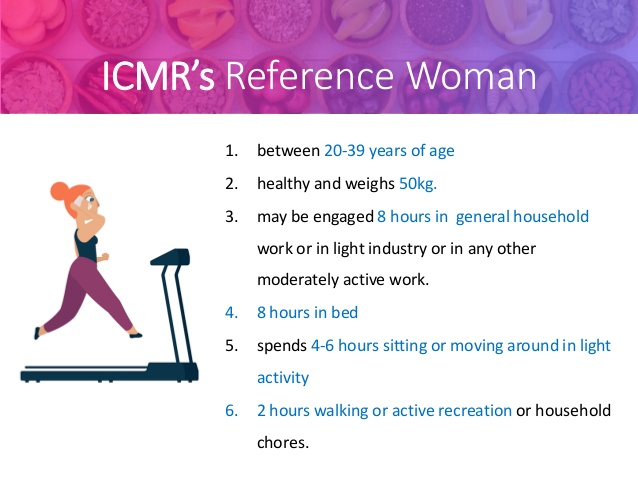 ICMR's Reference Woman
1. between 20-39 years of age
2. healthy and weighs 50kg.
3. may be engaged 8 hours in general household
work or in light industry or in any other
moderately active work.
4. 8 hours in bed
5. spends 4-6 hours sitting or moving around in light
activity
6. 2 hours walking or active recreation or household
chores.